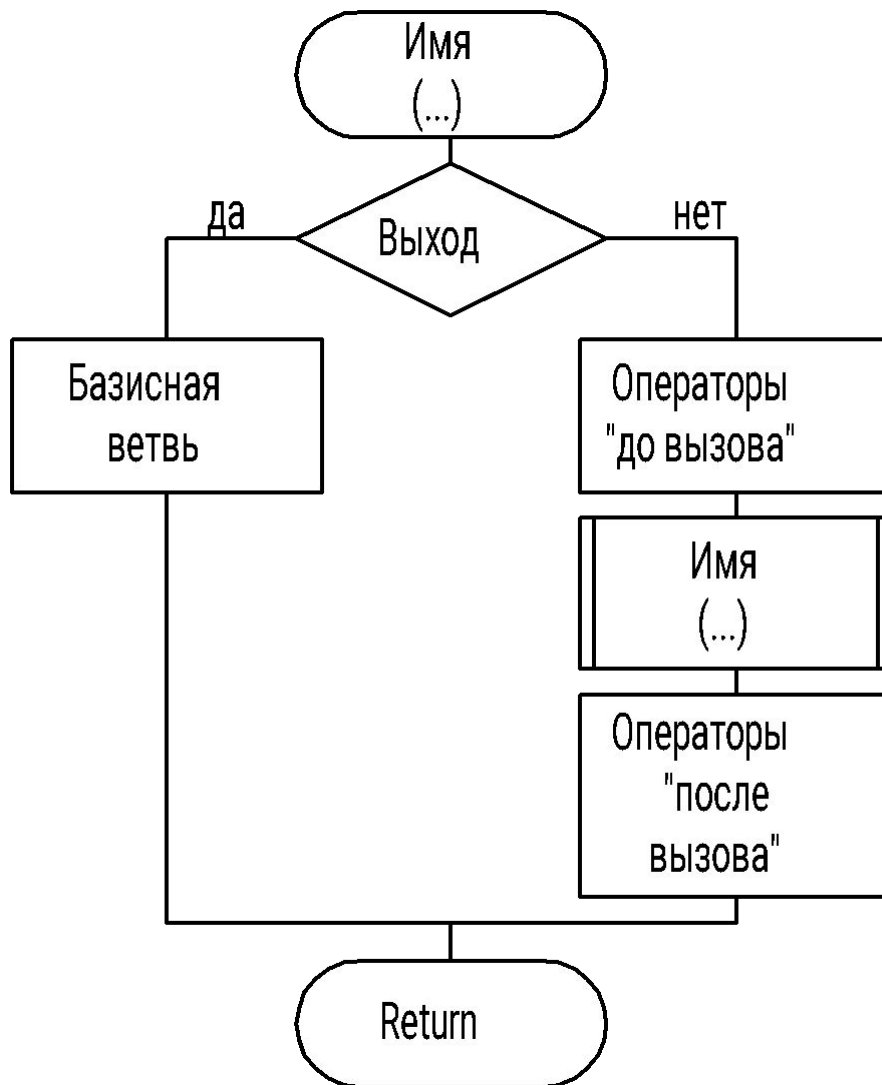 Имя
(...)
да
Выход
нет
Базисная
ветвь
Операторы
"до вызова"
Имя
(...)
Операторы
"после
вызова"
Return